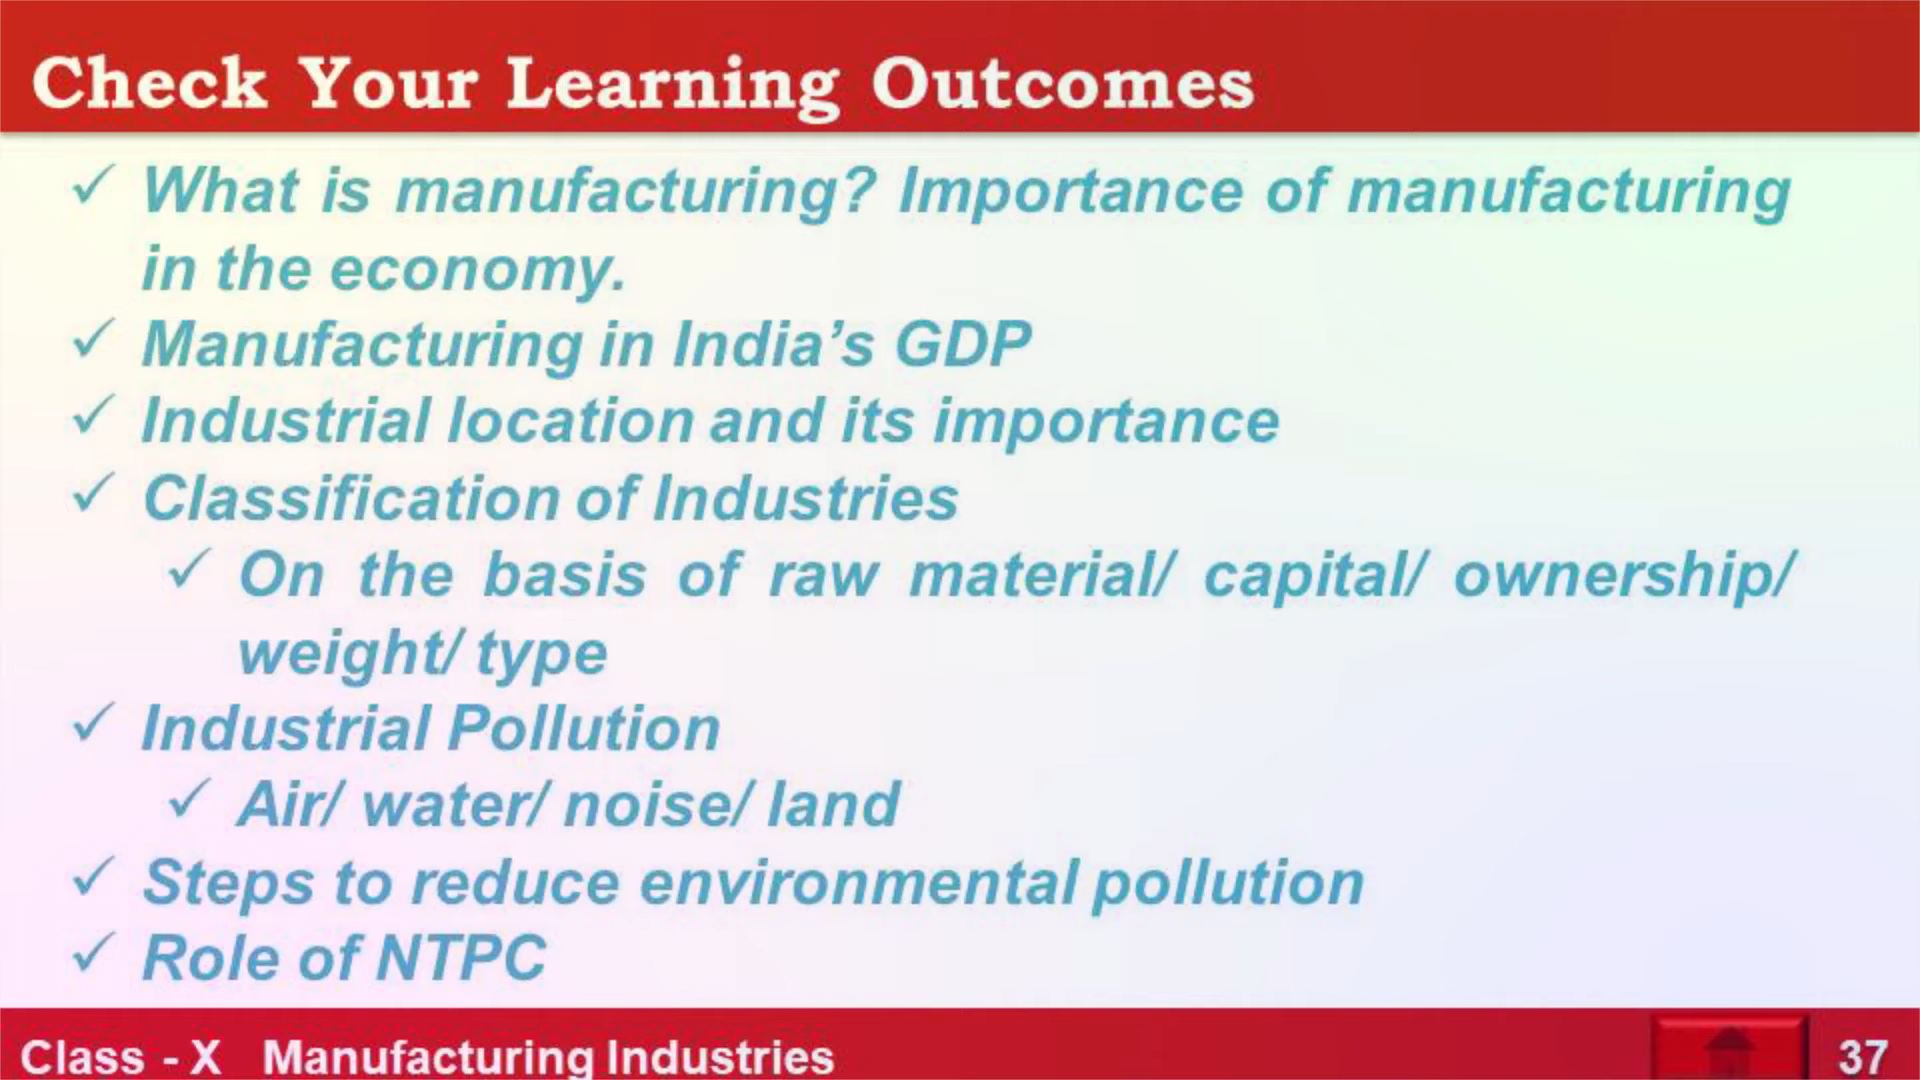 Check Your Learning Outcomes
✓ What is manufacturing? Importance of manufacturing
in the economy.
✓ Manufacturing in India’s GDP
✓ Industrial location and its importance
✓ Classification of Industries
✓ On the basis of raw material/ capital/ ownership/
weight/ type
✓ Industrial Pollution
✓ Air/ water/ noise/ land
✓ Steps to reduce environmental pollution
✓ Role of NTPC
Class - X Manufacturing Industries 37